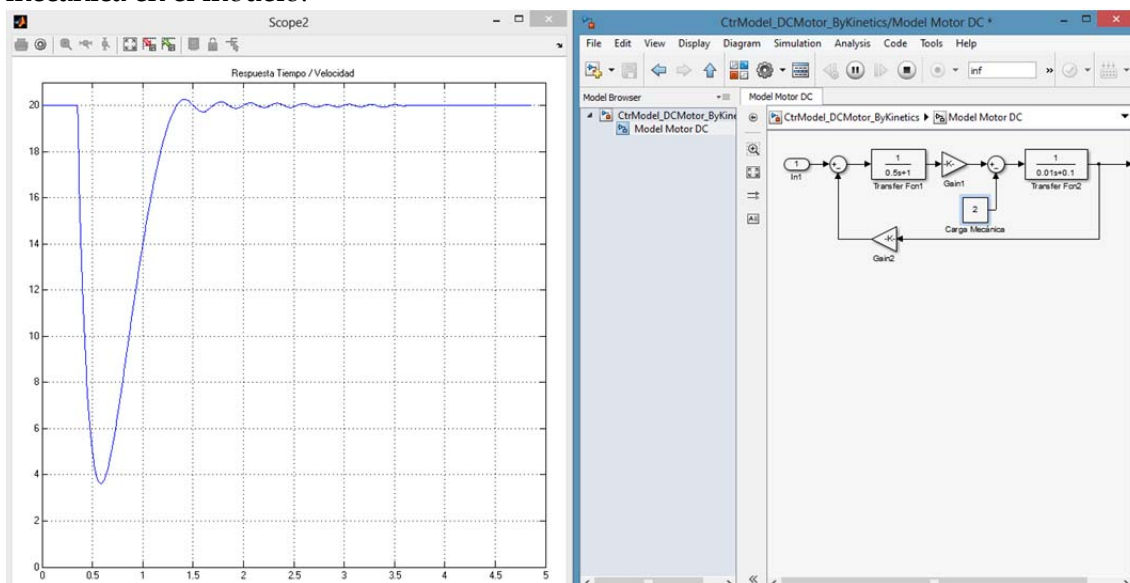 Scope2
Respuesta Tiempo / Velocidad
20
18
16
14
12
10
8
6
4
2
0
0 0.5 1 1.5 2 2.5 3 3.5 4 4.5 5
CtrModel_DCMotor_ByKinetics/Model Motor DC *
File Edit View Display Diagram Simulation Analysis Code Tools Help
inf
Model Browser
Model Motor DC
CtrModel_DCMotor_ByKine
Model Motor DC
CtrModel_DCMotor_ByKinetics Model Motor DC
1
In1
1
0.5s+1
Transfer Fcn1
-K-
Gain1
1
0.01s+0.1
Transfer Fcn2
2
Carga Mecánica
-K-
Gain2